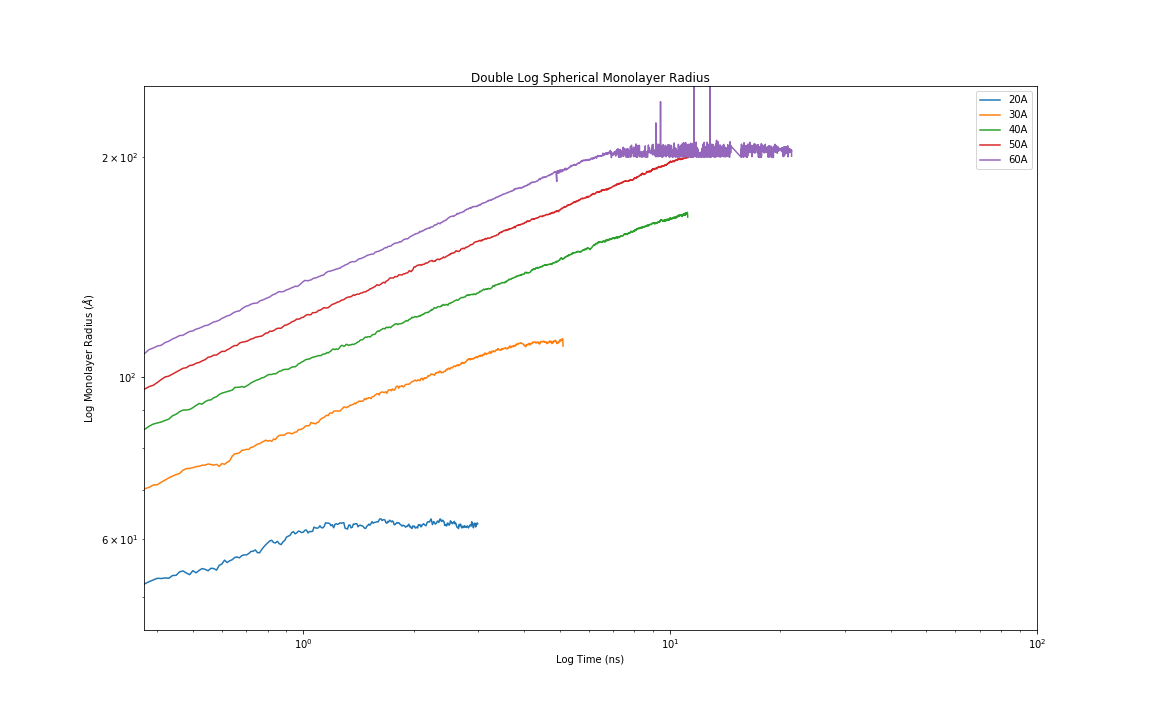 Double Log Spherical Monolayer Radius
20A
30A
40A
50A
60A
2 × 10²
10²
6 × 10¹
Log Monolayer Radius (Å)
10⁰
10¹
10²
Log Time (ns)